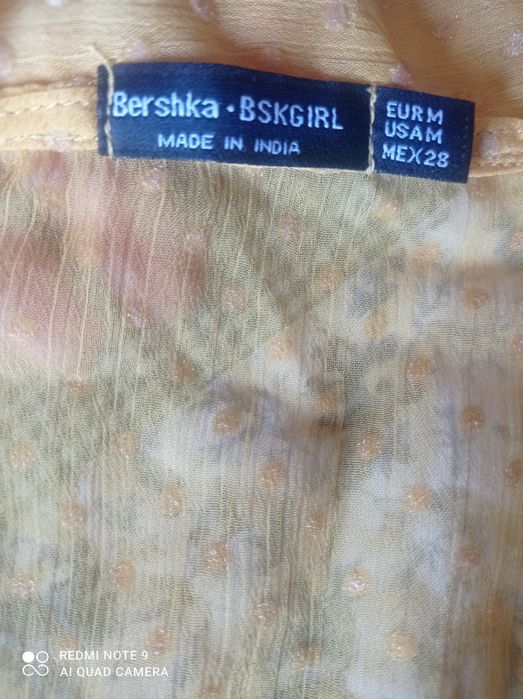 Bershka · BSKGIRL
MADE IN INDIA
EUR M
USA M
MEX 28
REDMI NOTE 9
AI QUAD CAMERA